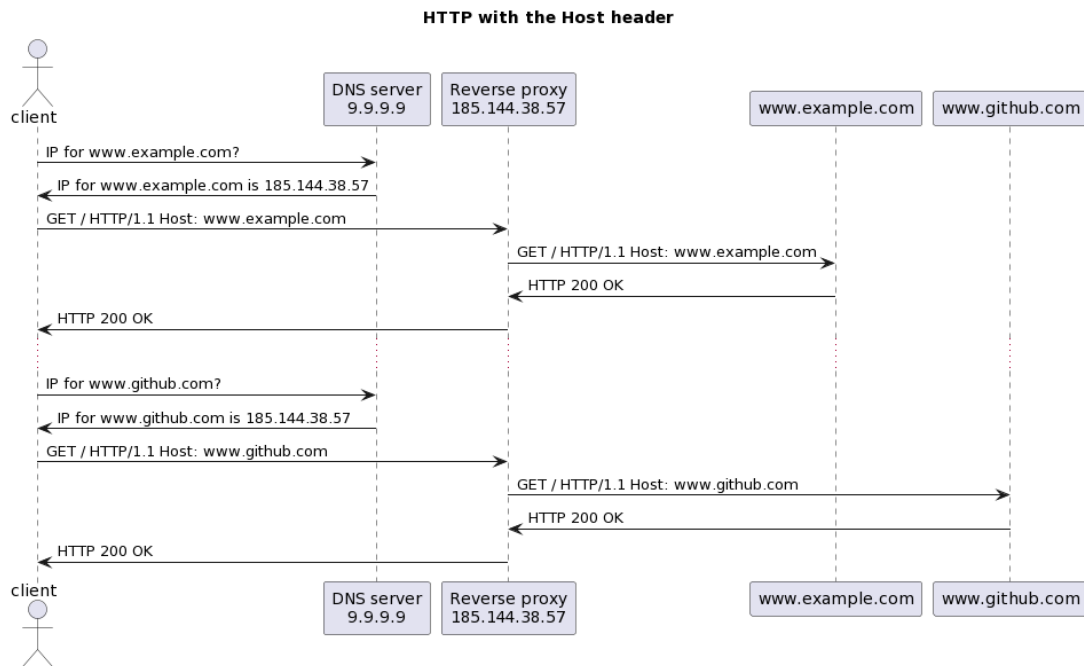 HTTP with the Host header
client
DNS server
9.9.9.9
Reverse proxy
185.144.38.57
www.example.com
www.github.com
IP for www.example.com?
IP for www.example.com is 185.144.38.57
GET / HTTP/1.1 Host: www.example.com
GET / HTTP/1.1 Host: www.example.com
HTTP 200 OK
HTTP 200 OK
IP for www.github.com?
IP for www.github.com is 185.144.38.57
GET / HTTP/1.1 Host: www.github.com
GET / HTTP/1.1 Host: www.github.com
HTTP 200 OK
HTTP 200 OK
client
DNS server
9.9.9.9
Reverse proxy
185.144.38.57
www.example.com
www.github.com